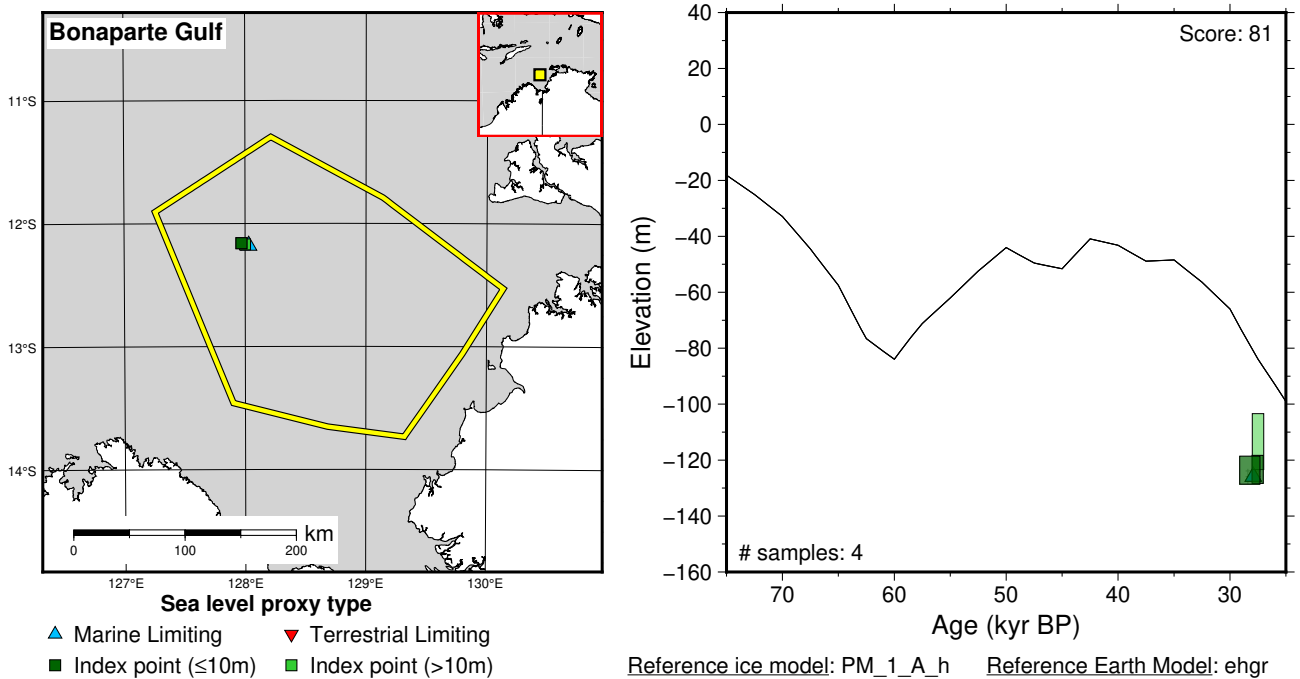 Bonaparte Gulf
11°S
12°S
13°S
14°S
127°E
128°E
129°E
130°E
km
0
100
200
Sea level proxy type
Marine Limiting
Terrestrial Limiting
Index point (≤10m)
Index point (>10m)
Score: 81
40
20
0
−20
−40
−60
−80
−100
−120
−140
−160
Elevation (m)
# samples: 4
70
60
50
40
30
Age (kyr BP)
Reference ice model: PM_1_A_h
Reference Earth Model: ehgr